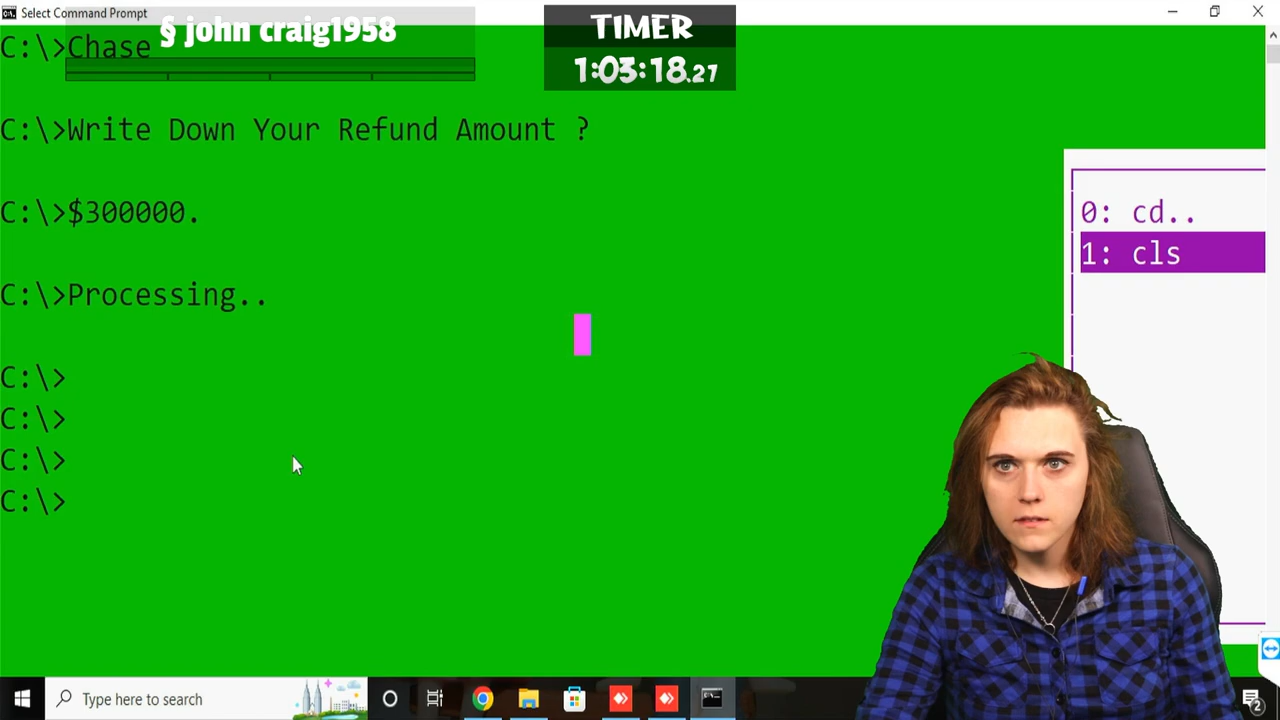 Select Command Prompt
§ john craig1958
TIMER
1:03:18.27
C:\>Chase
C:\>Write Down Your Refund Amount ?
C:\>$300000.
C:\>Processing..
C:\>
C:\>
C:\>
C:\>
0: cd..
1: cls
Type here to search
2